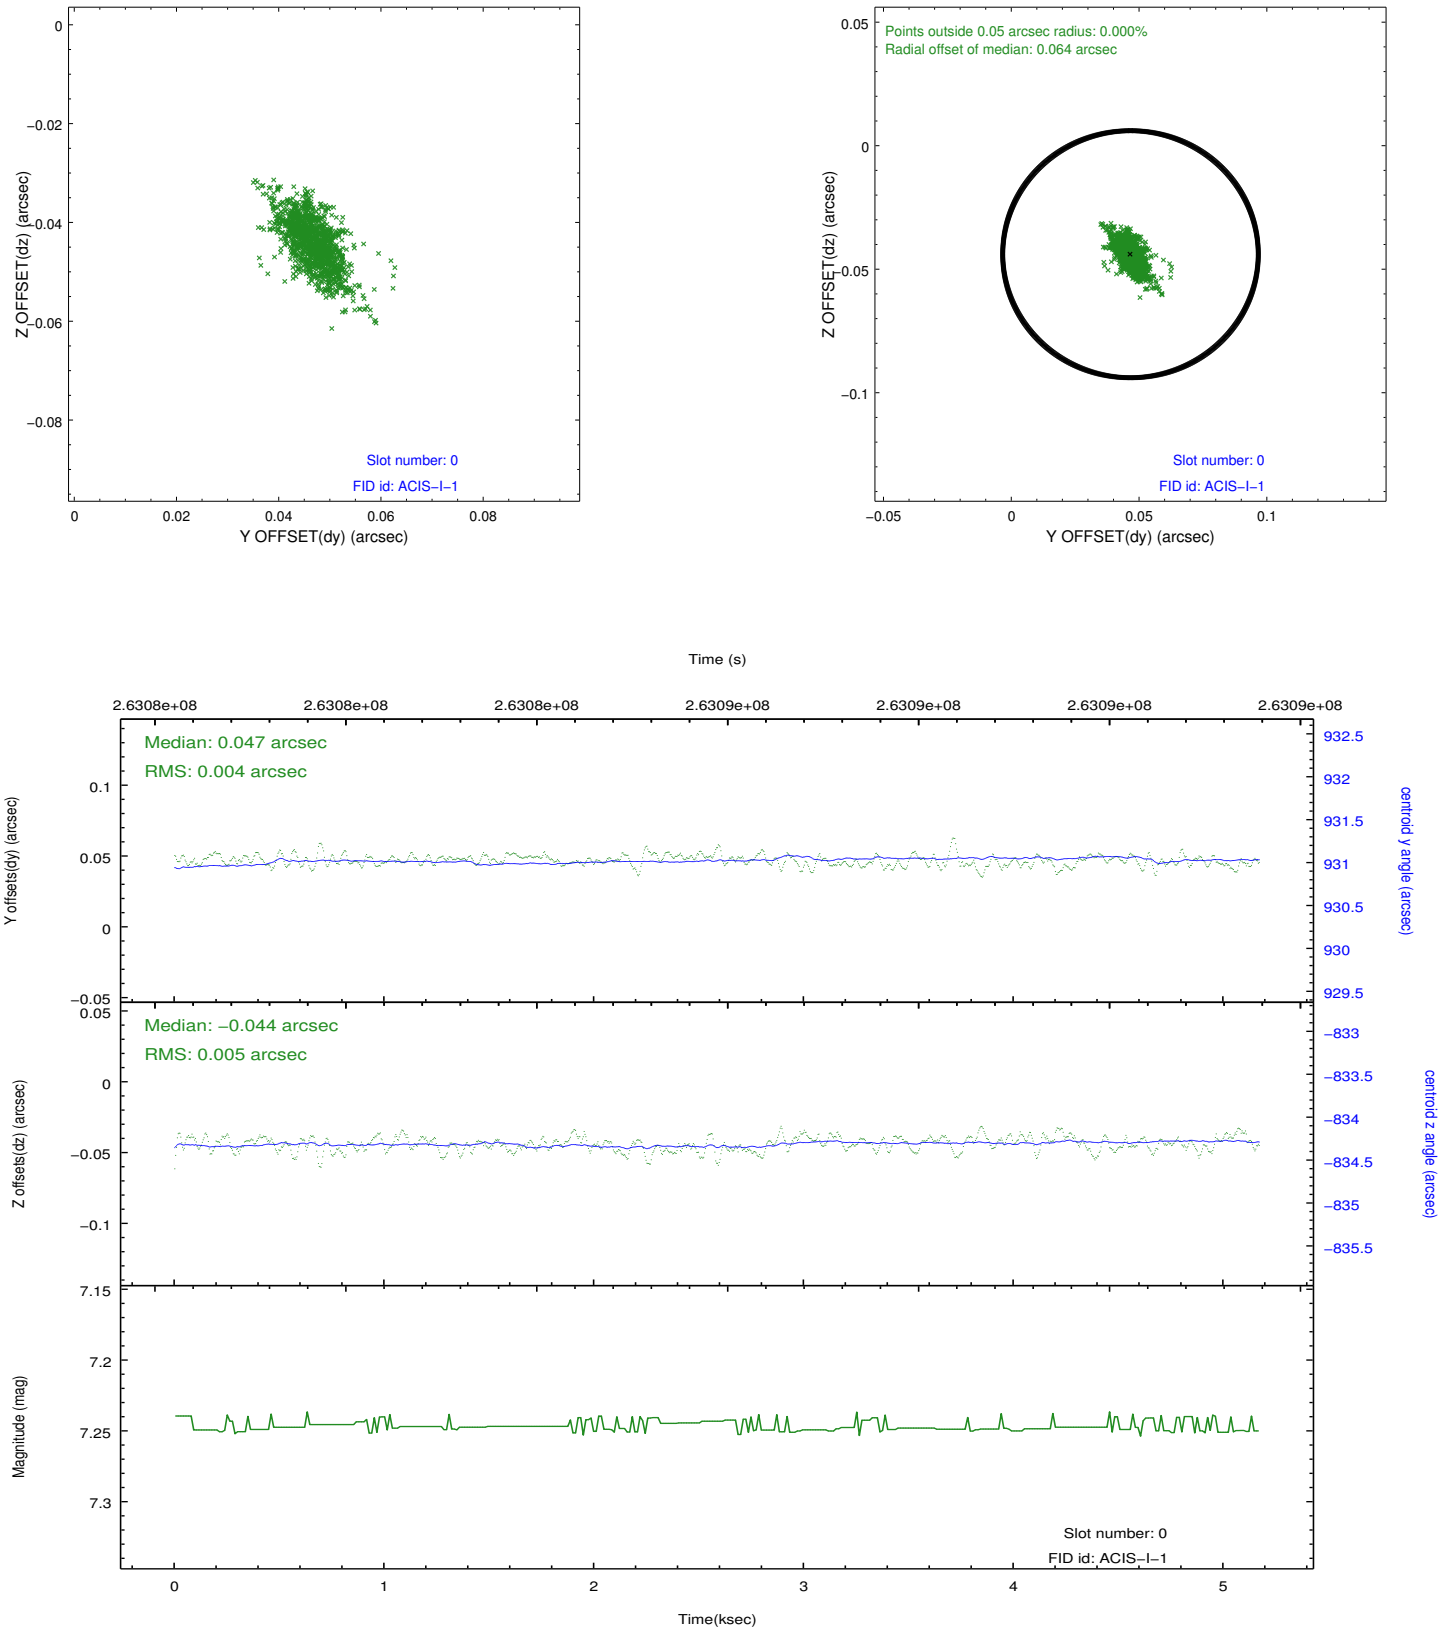 0
−0.02
−0.04
−0.06
−0.08
Z OFFSET(dz) (arcsec)
Slot number: 0
FID id: ACIS−I−1
0 0.02 0.04 0.06 0.08
Y OFFSET(dy) (arcsec)
Points outside 0.05 arcsec radius: 0.000%
Radial offset of median: 0.064 arcsec
0.05
0
−0.05
−0.1
Z OFFSET(dz) (arcsec)
Slot number: 0
FID id: ACIS−I−1
−0.05 0 0.05 0.1
Y OFFSET(dy) (arcsec)
Time (s)
2.6308e+08 2.6308e+08 2.6308e+08 2.6309e+08 2.6309e+08 2.6309e+08 2.6309e+08
Median: 0.047 arcsec
RMS: 0.004 arcsec
0.1
0.05
0
−0.05
Y offsets(dy) (arcsec)
932.5
932
931.5
931
930.5
930
929.5
centroid y angle (arcsec)
Median: −0.044 arcsec
RMS: 0.005 arcsec
0.05
0
−0.05
−0.1
Z offsets(dz) (arcsec)
−833
−833.5
−834
−834.5
−835
−835.5
centroid z angle (arcsec)
7.15
7.2
7.25
7.3
Magnitude (mag)
Slot number: 0
FID id: ACIS−I−1
0 1 2 3 4 5
Time(ksec)